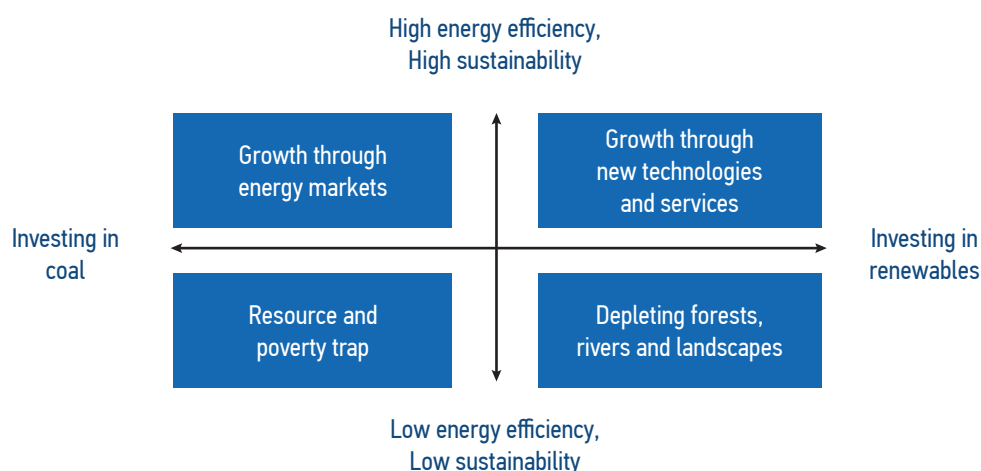 High energy efficiency,
High sustainability
Growth through
energy markets
Growth through
new technologies
and services
Investing in
coal
Investing in
renewables
Resource and
poverty trap
Depleting forests,
rivers and landscapes
Low energy efficiency,
Low sustainability